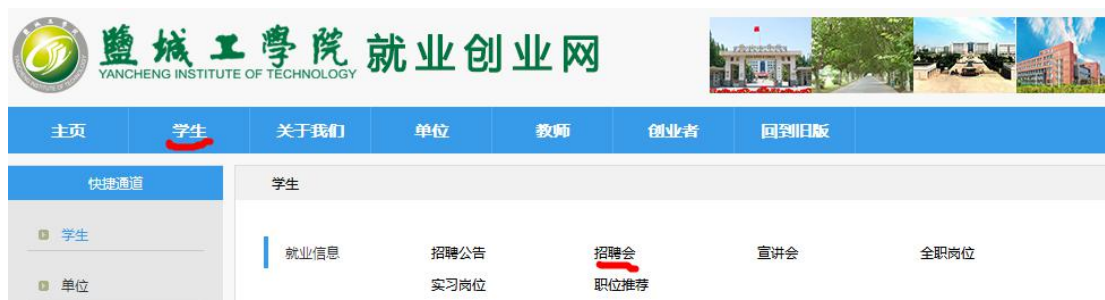 鹽城工學院 就业创业网
YANCHENG INSTITUTE OF TECHNOLOGY
主页 学生 关于我们 单位 教师 创业者 回到旧版
快捷通道 学生
学生
就业信息 招聘公告 招聘会 宣讲会 全职岗位
单位 实习岗位 职位推荐